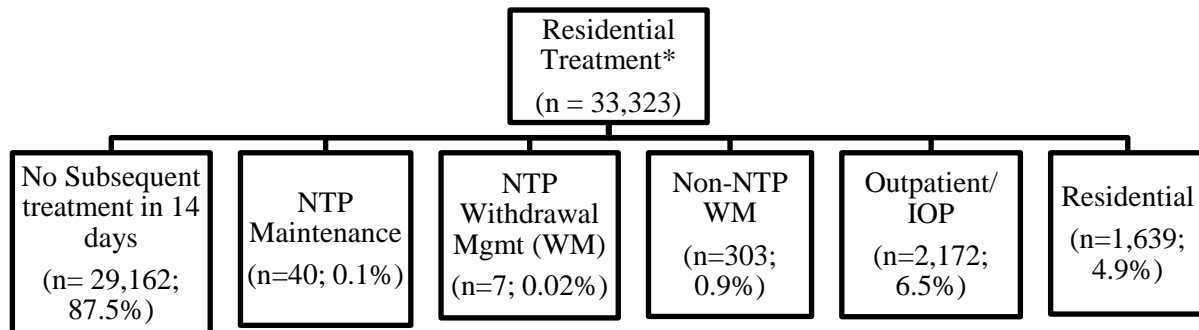 Residential
Treatment*
(n = 33,323)
No Subsequent
treatment in 14
days
(n= 29,162;
87.5%)
NTP
Maintenance
(n=40; 0.1%)
NTP
Withdrawal
Mgmt (WM)
(n=7; 0.02%)
Non-NTP
WM
(n=303;
0.9%)
Outpatient/
IOP
(n=2,172;
6.5%)
Residential
(n=1,639;
4.9%)